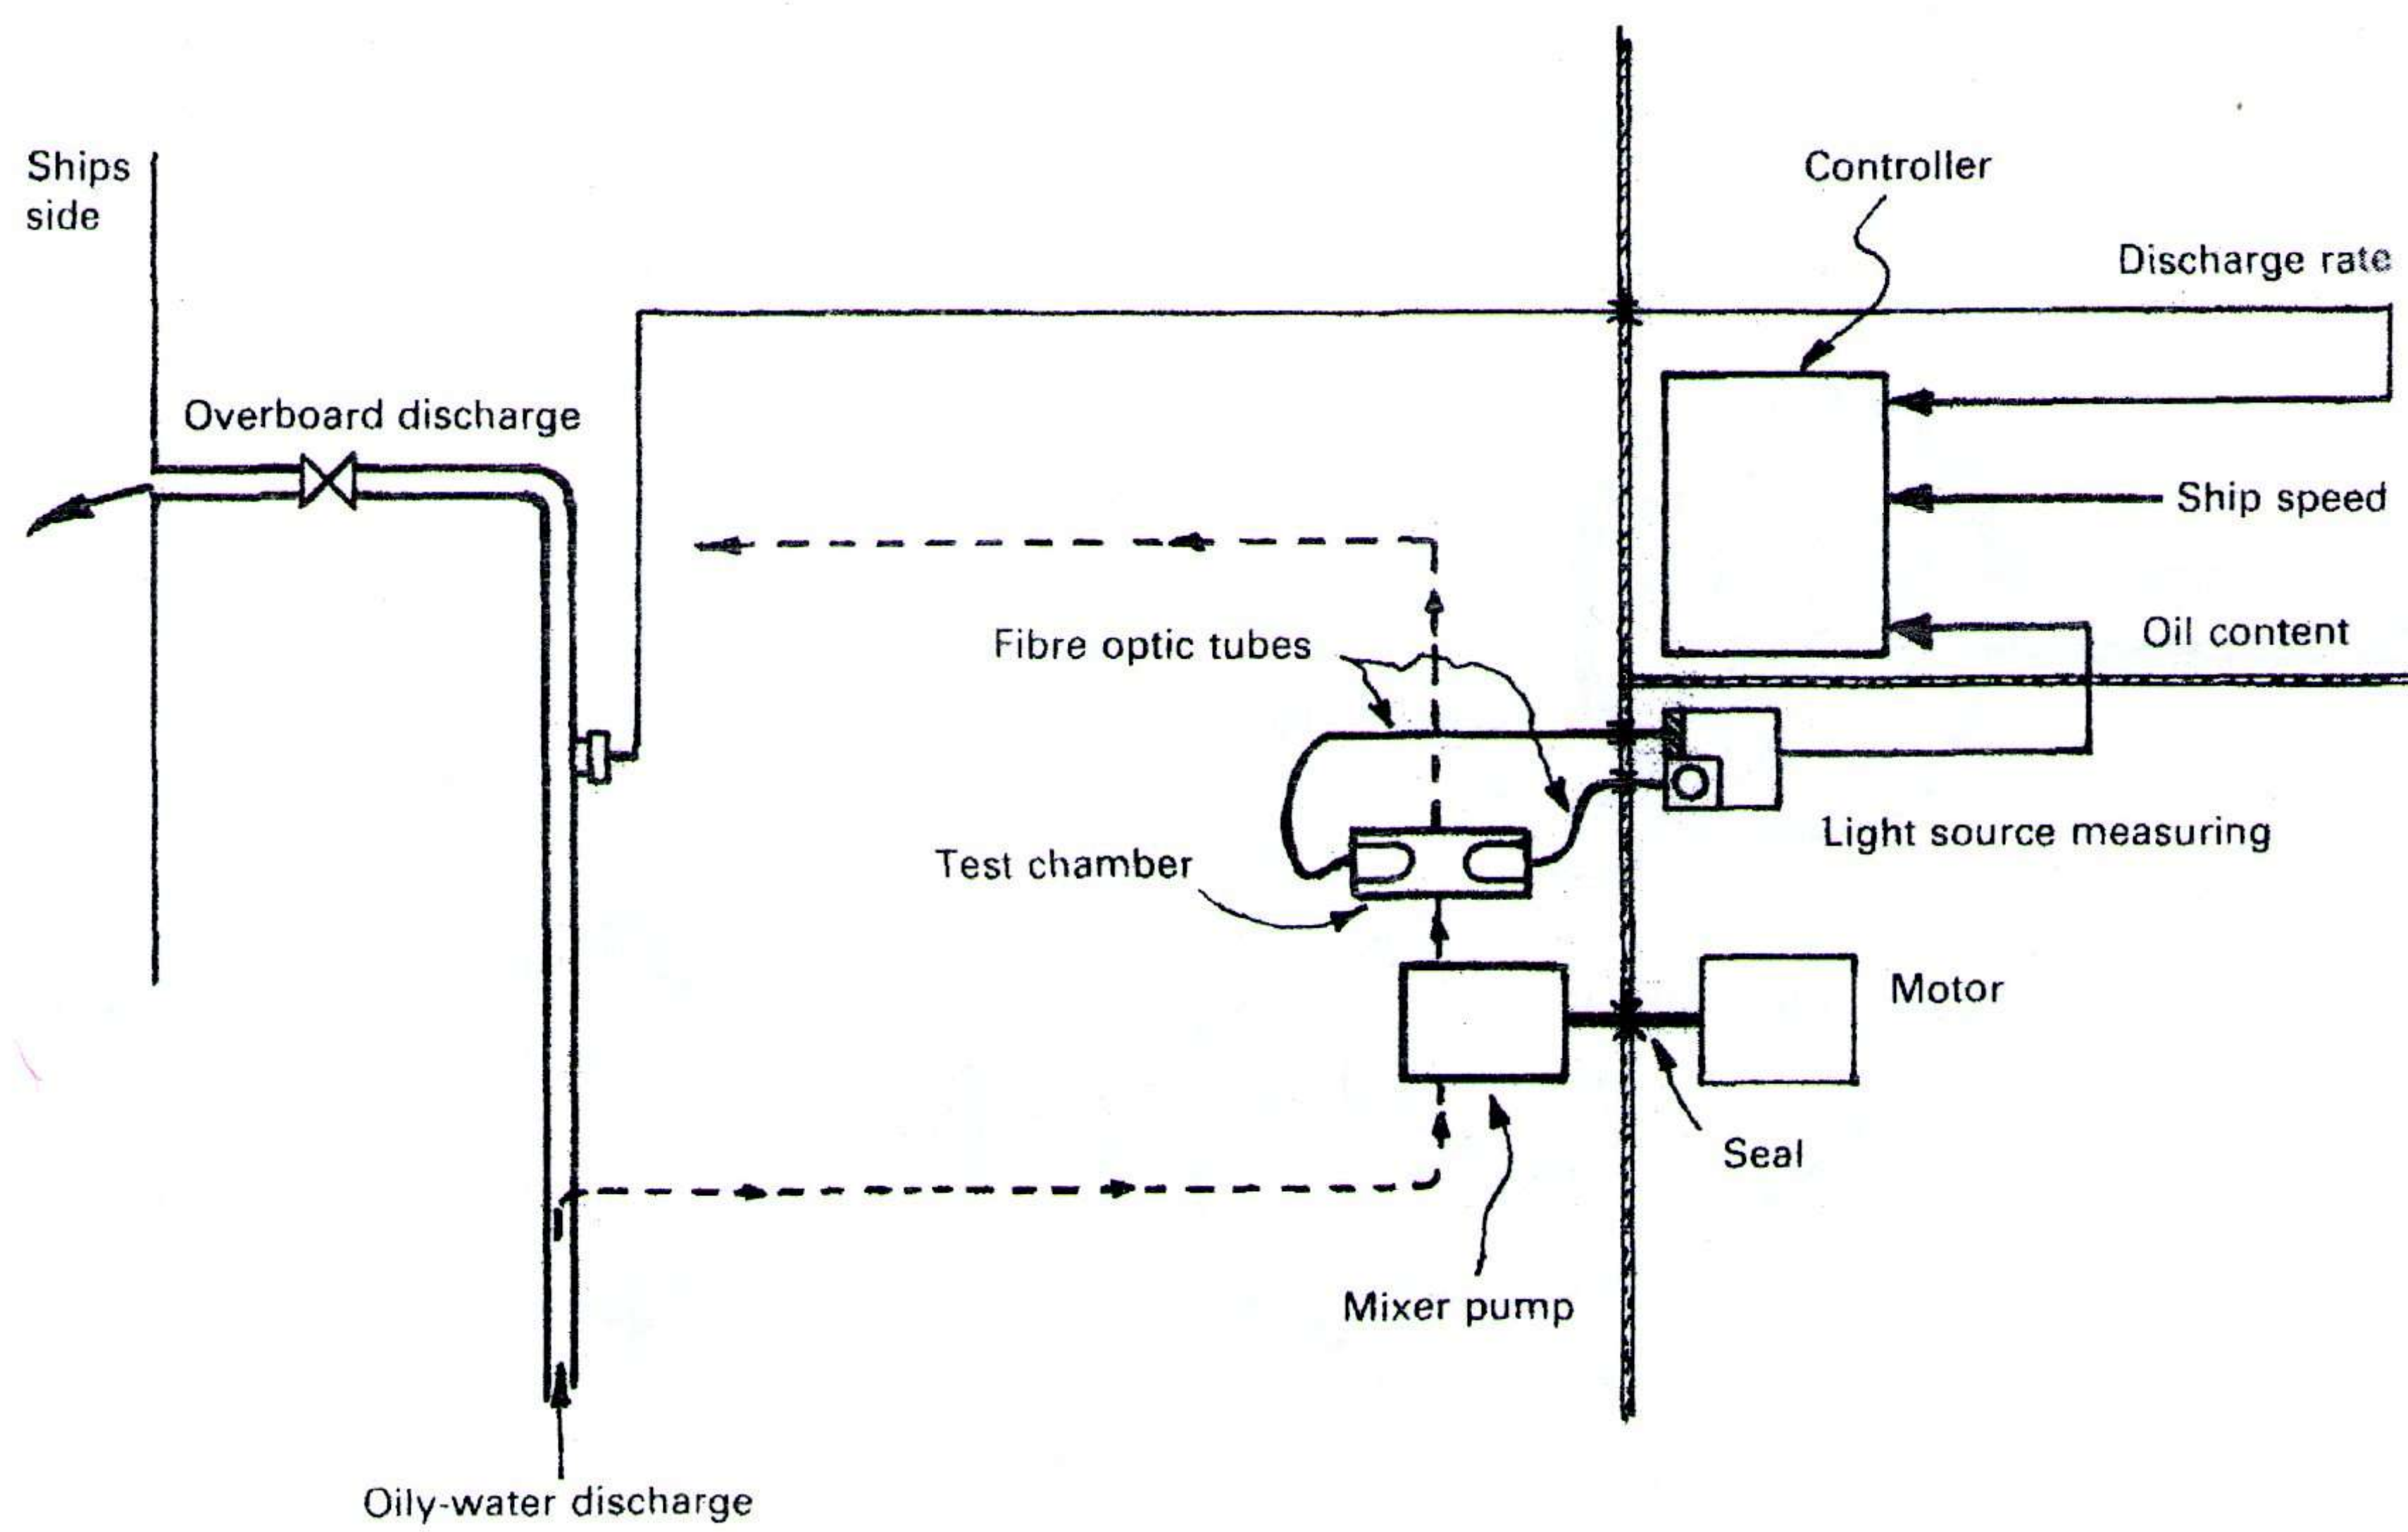 Ships
side
Controller
Discharge rate
Overboard discharge
Ship speed
Fibre optic tubes
Oil content
Test chamber
Light source measuring
Motor
Seal
Mixer pump
Oily-water discharge